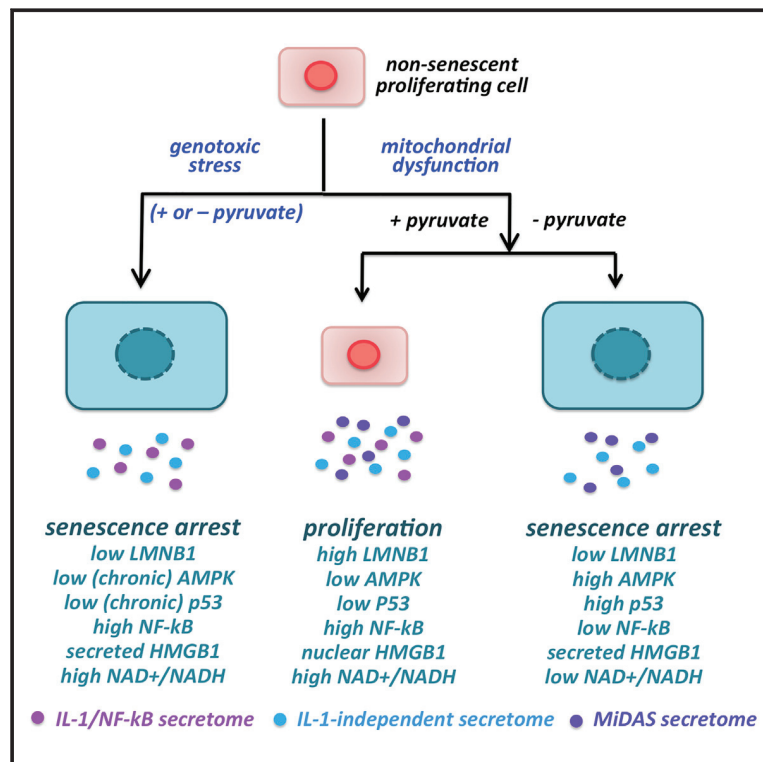 non-senescent
proliferating cell
genotoxic
stress
mitochondrial
dysfunction
(+ or – pyruvate)
+ pyruvate
- pyruvate
senescence arrest
low LMNB1
low (chronic) AMPK
low (chronic) p53
high NF-kB
secreted HMGB1
high NAD+/NADH
proliferation
high LMNB1
low AMPK
low P53
high NF-kB
nuclear HMGB1
high NAD+/NADH
senescence arrest
low LMNB1
high AMPK
high p53
low NF-kB
secreted HMGB1
low NAD+/NADH
IL-1/NF-kB secretome
IL-1-independent secretome
MiDAS secretome